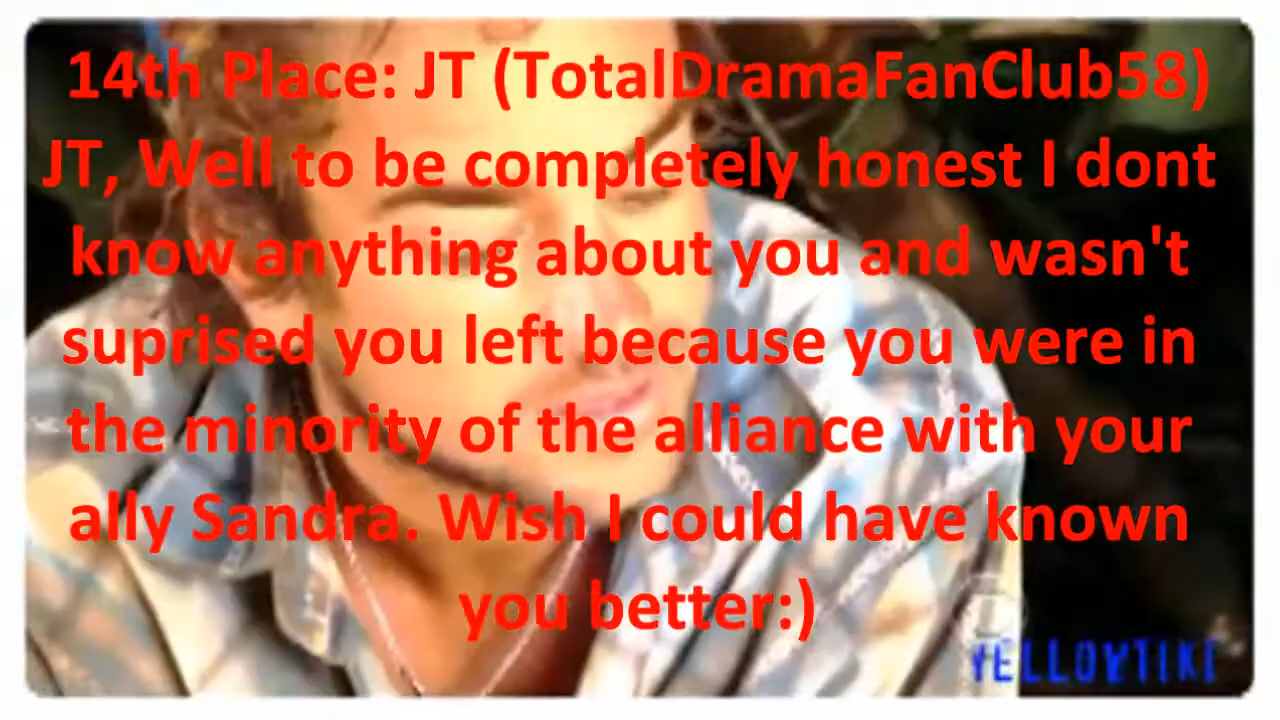 14th Place: JT (TotalDramaFanClub58)
JT, Well to be completely honest I dont
know anything about you and wasn't
suprised you left because you were in
the minority of the alliance with your
ally Sandra. Wish I could have known
you better:)
YELLOWTIKI